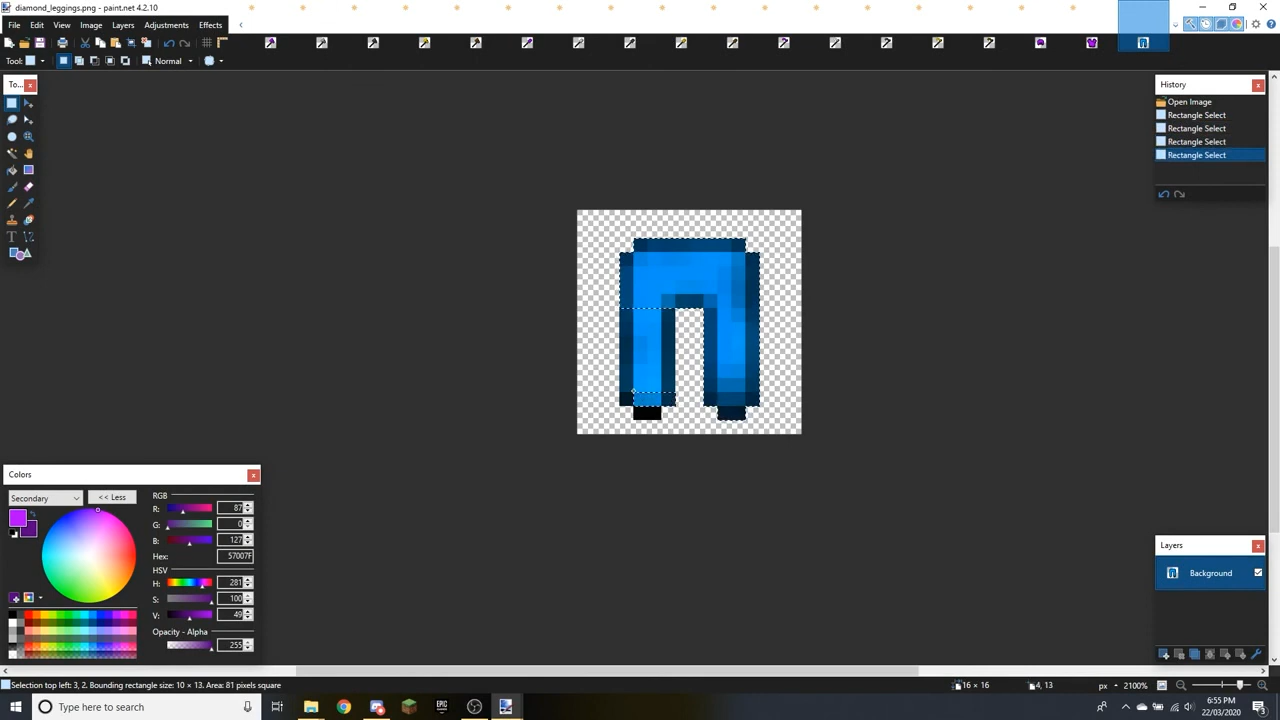 diamond_leggings.png - paint.net 4.2.10
File Edit View Image Layers Adjustments Effects
Tool: Normal
To...
History
Open Image
Rectangle Select
Rectangle Select
Rectangle Select
Rectangle Select
Colors
Secondary << Less
RGB
R: 87
G: 0
B: 127
Hex: 57007F
HSV
H: 281
S: 100
V: 49
Opacity - Alpha
255
Layers
Background
Selection top left: 3, 2. Bounding rectangle size: 10 × 13. Area: 81 pixels square
16 × 16
4, 13
px
2100%
Type here to search
EPIC
6:55 PM
22/03/2020
3